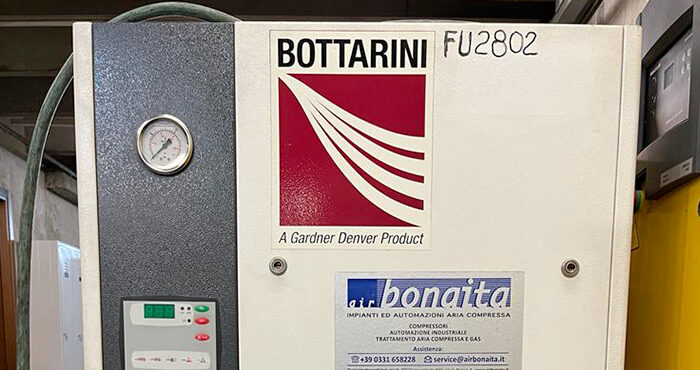 BOTTARINI
FU2802
A Gardner Denver Product
air bonaita
IMPIANTI ED AUTOMAZIONI ARIA COMPRESSA
COMPRESSORI
AUTOMAZIONE INDUSTRIALE
TRATTAMENTO ARIA COMPRESSA E GAS
Assistenza:
+39 0331 658228 service@airbonaita.it